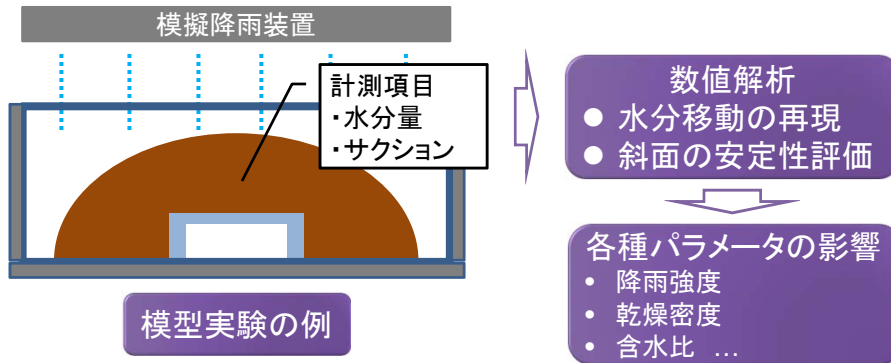 模擬降雨装置
計測項目
・水分量
・サクション
模型実験の例
数値解析
● 水分移動の再現
● 斜面の安定性評価
各種パラメータの影響
• 降雨強度
• 乾燥密度
• 含水比 …